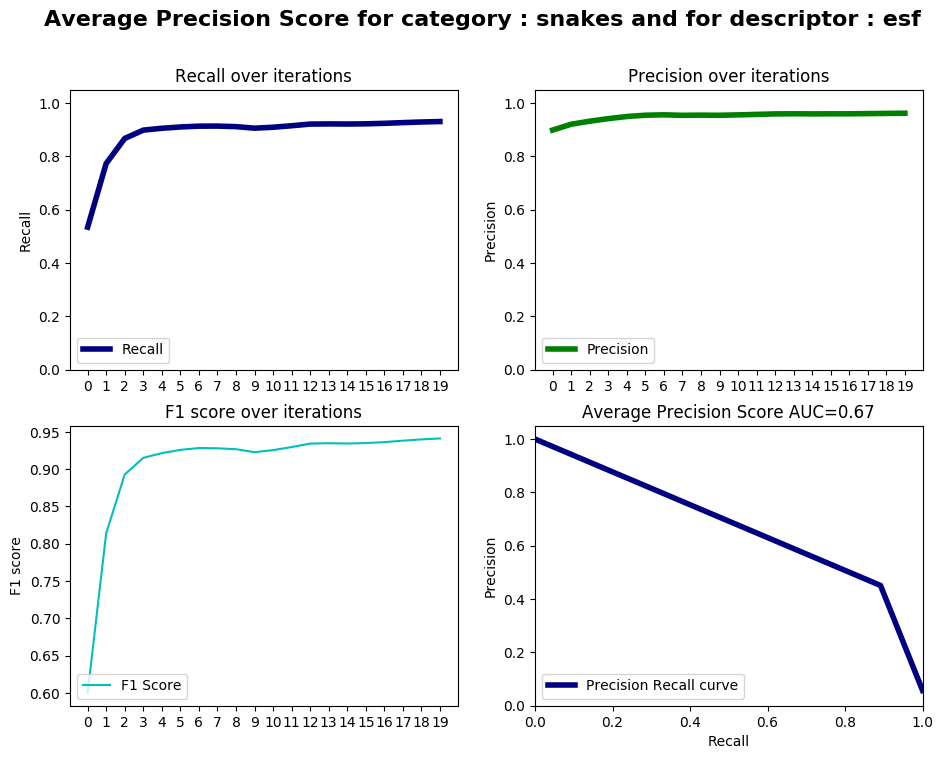 Average Precision Score for category : snakes and for descriptor : esf
Recall over iterations
Recall
1.0
0.8
0.6
0.4
0.2
0.0
Recall
0 1 2 3 4 5 6 7 8 9 10 11 12 13 14 15 16 17 18 19
Precision over iterations
Precision
1.0
0.8
0.6
0.4
0.2
0.0
Precision
0 1 2 3 4 5 6 7 8 9 10 11 12 13 14 15 16 17 18 19
F1 score over iterations
F1 score
0.95
0.90
0.85
0.80
0.75
0.70
0.65
0.60
F1 Score
0 1 2 3 4 5 6 7 8 9 10 11 12 13 14 15 16 17 18 19
Average Precision Score AUC=0.67
Precision
1.0
0.8
0.6
0.4
0.2
0.0
Precision Recall curve
0.0 0.2 0.4 0.6 0.8 1.0
Recall